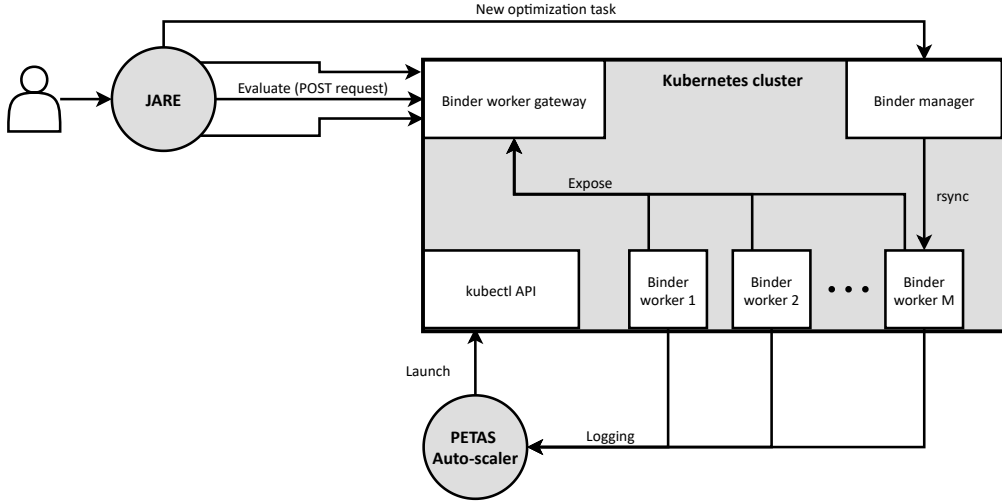 New optimization task
JARE
Evaluate (POST request)
Kubernetes cluster
Binder worker gateway
Binder manager
Expose
rsync
kubectl API
Binder
worker 1
Binder
worker 2
Binder
worker M
Launch
PETAS
Auto-scaler
Logging